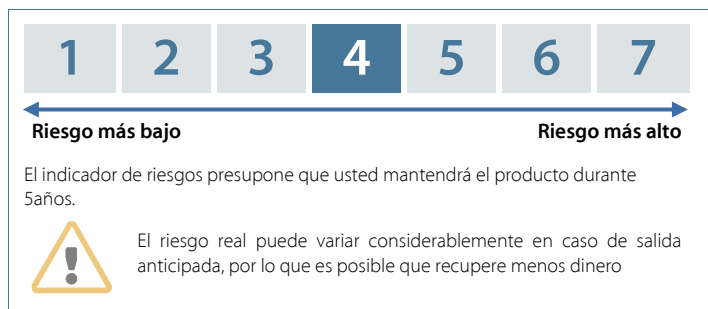 1 2 3 4 5 6 7
Riesgo más bajo Riesgo más alto
El indicador de riesgos presupone que usted mantendrá el producto durante
5años.
El riesgo real puede variar considerablemente en caso de salida
anticipada, por lo que es posible que recupere menos dinero